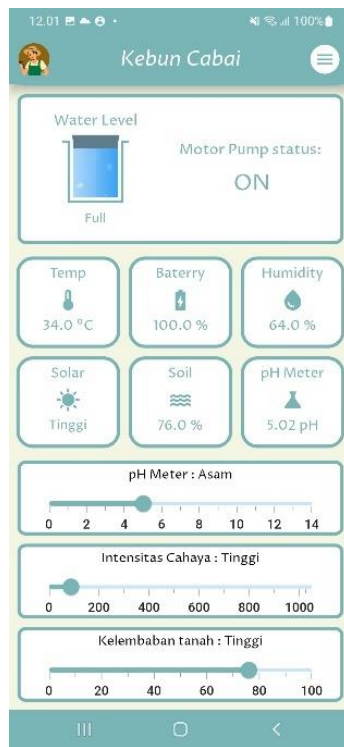 12.01 100%
Kebun Cabai
Water Level
Motor Pump status:
ON
Full
Temp Baterry Humidity
34.0 °C 100.0 % 64.0 %
Solar Soil pH Meter
Tinggi 76.0 % 5.02 pH
pH Meter : Asam
0 2 4 6 8 10 12 14
Intensitas Cahaya : Tinggi
0 200 400 600 800 1000
Kelembaban tanah : Tinggi
0 20 40 60 80 100